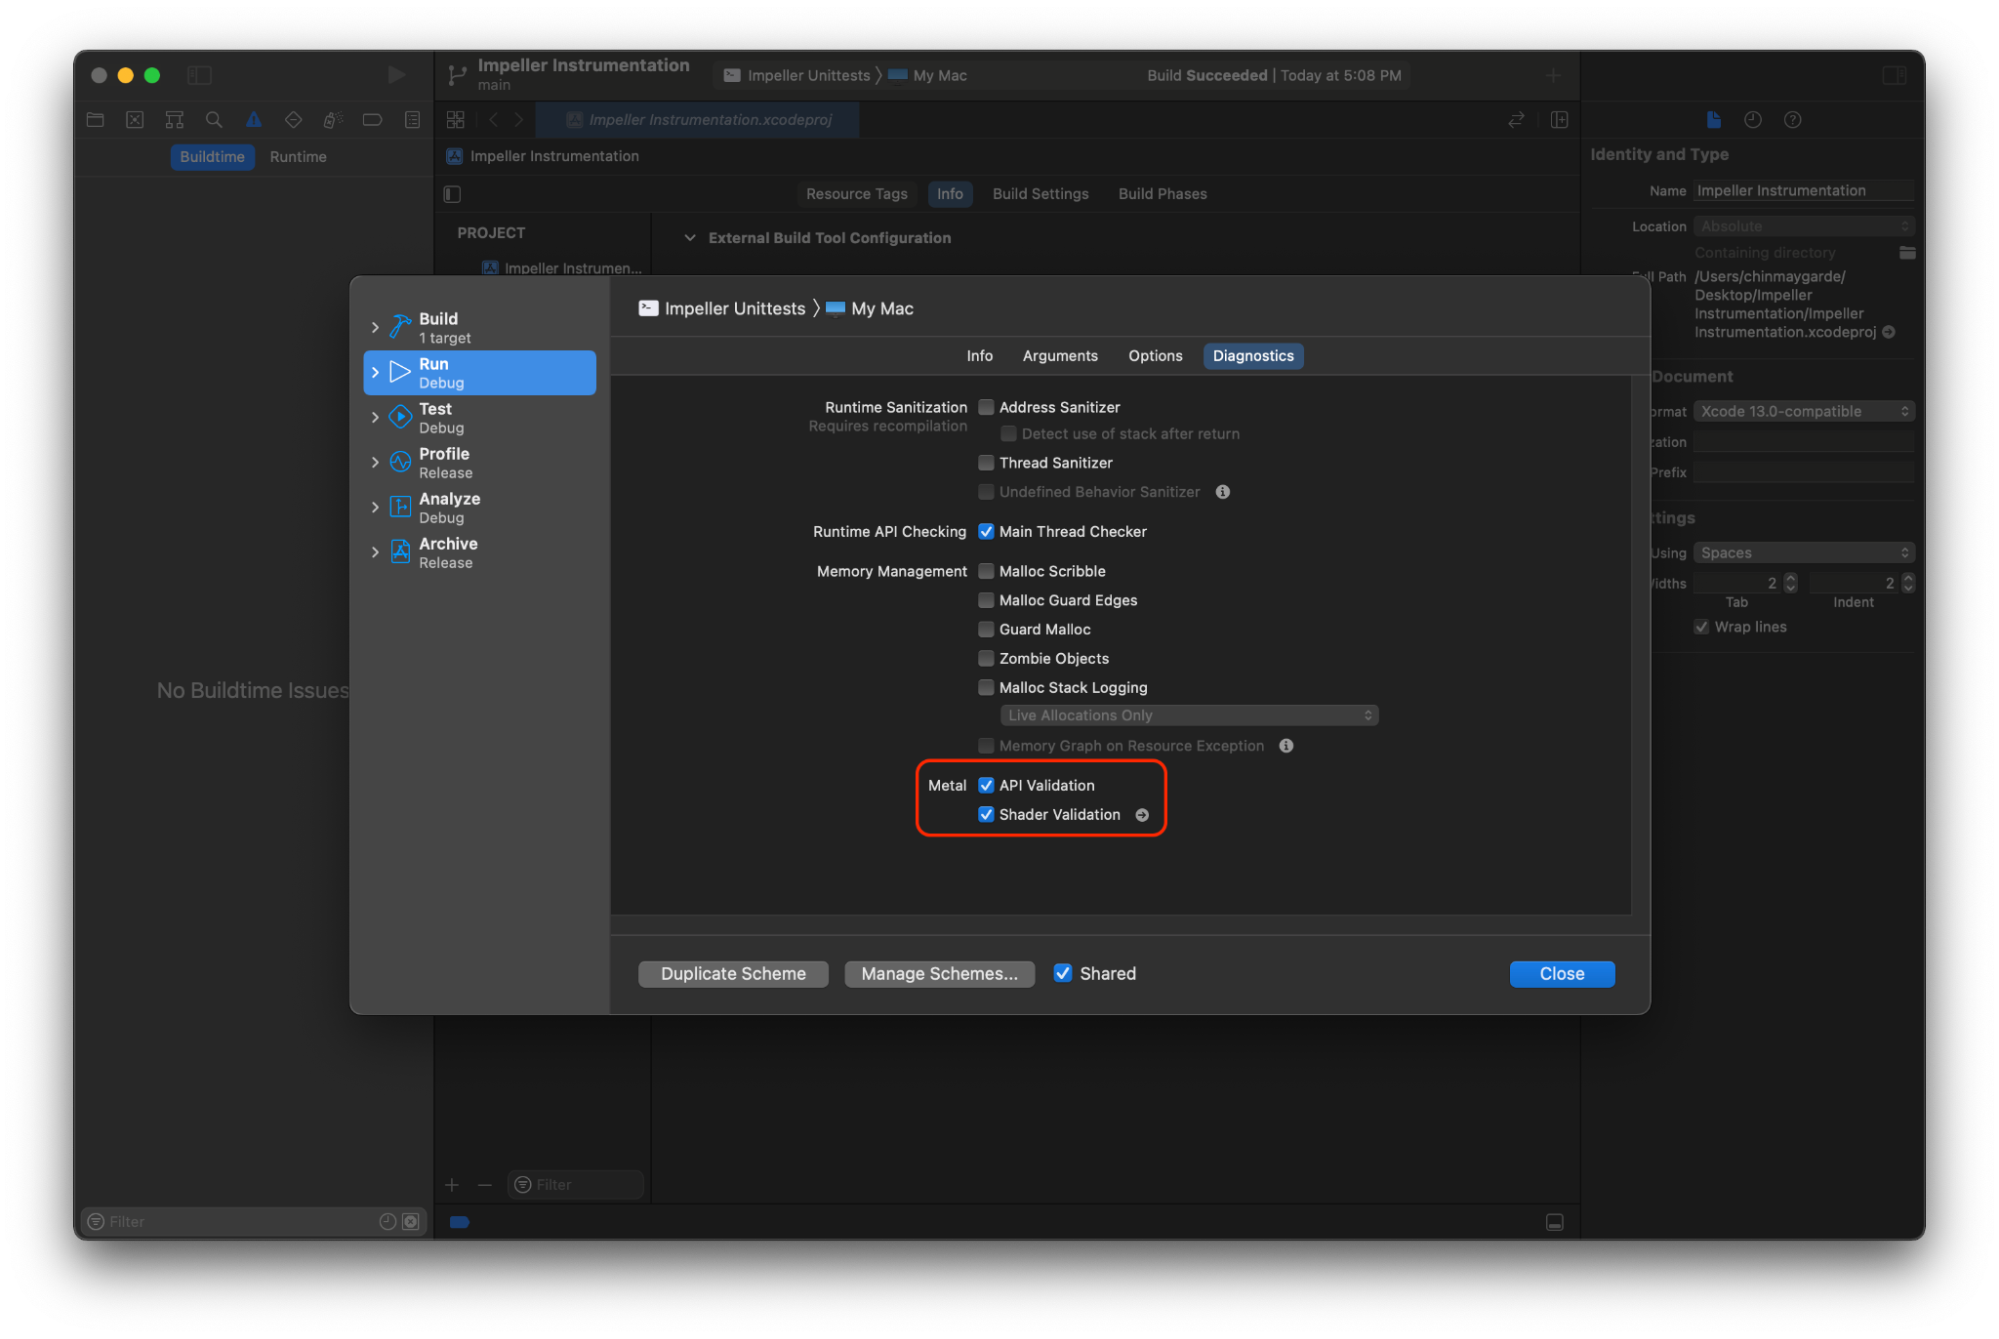 Impeller Instrumentation
main
Impeller Unittests
My Mac
Build Succeeded | Today at 5:08 PM
Impeller Instrumentation.xcodeproj
Buildtime
Runtime
Impeller Instrumentation
Resource Tags
Info
Build Settings
Build Phases
PROJECT
Impeller Instrumen...
External Build Tool Configuration
No Buildtime Issues
Filter
Filter
Identity and Type
Name Impeller Instrumentation
Location Absolute
Containing directory
Full Path /Users/chinmaygarde/
Desktop/Impeller
Instrumentation/Impeller
Instrumentation.xcodeproj
Document
ormat Xcode 13.0-compatible
zation
Prefix
ttings
Using Spaces
idths 2 2
Tab Indent
Wrap lines
Build
1 target
Run
Debug
Test
Debug
Profile
Release
Analyze
Debug
Archive
Release
Impeller Unittests
My Mac
Info
Arguments
Options
Diagnostics
Runtime Sanitization Address Sanitizer
Requires recompilation
Detect use of stack after return
Thread Sanitizer
Undefined Behavior Sanitizer
Runtime API Checking Main Thread Checker
Memory Management Malloc Scribble
Malloc Guard Edges
Guard Malloc
Zombie Objects
Malloc Stack Logging
Live Allocations Only
Memory Graph on Resource Exception
Metal API Validation
Shader Validation
Duplicate Scheme
Manage Schemes...
Shared
Close